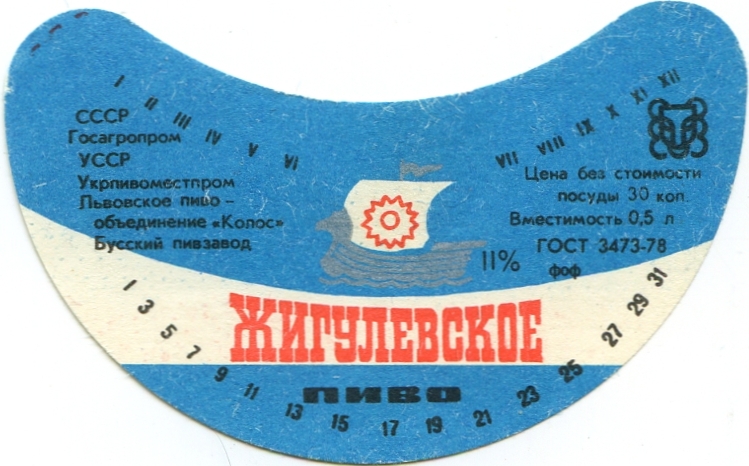 I II III IV V VI VII VIII IX X XI XII
СССР
Госагропром
УССР
Укрпивоместпром
Львовское пиво –
объединение «Колос»
Бусский пивзавод
Цена без стоимости
посуды 30 коп.
Вместимость 0,5 л
11% ГОСТ 3473-78
фоф
ЖИГУЛЕВСКОЕ
ПИВО
1 3 5 7 9 11 13 15 17 19 21 23 25 27 29 31